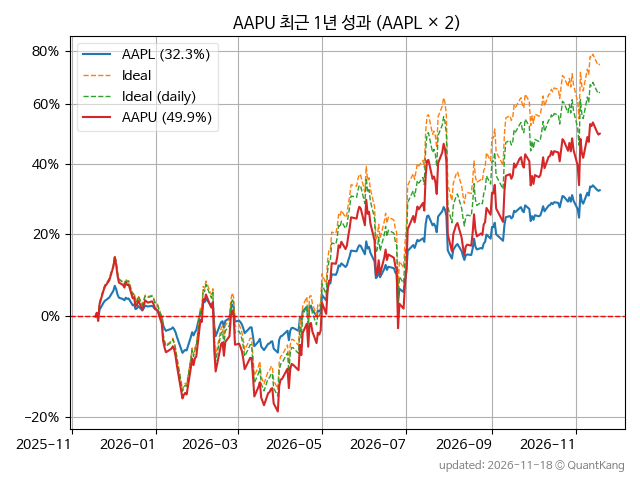 AAPU 최근 1년 성과 (AAPL × 2)
AAPL (32.3%)
Ideal
Ideal (daily)
AAPU (49.9%)
80%
60%
40%
20%
0%
−20%
2025-11
2026-01
2026-03
2026-05
2026-07
2026-09
2026-11
updated: 2026-11-18 © QuantKang